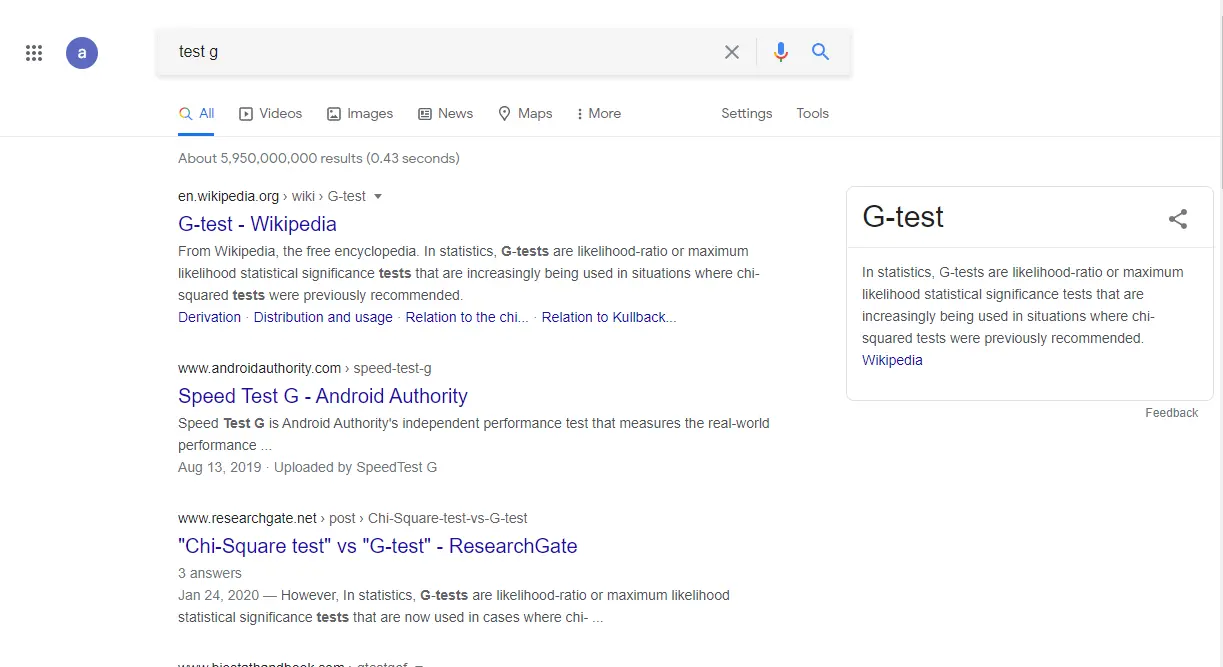 a
test g
All
Videos
Images
News
Maps
More
Settings
Tools
About 5,950,000,000 results (0.43 seconds)
en.wikipedia.org › wiki › G-test
G-test - Wikipedia
From Wikipedia, the free encyclopedia. In statistics, G-tests are likelihood-ratio or maximum
likelihood statistical significance tests that are increasingly being used in situations where chi-
squared tests were previously recommended.
Derivation · Distribution and usage · Relation to the chi... · Relation to Kullback...
www.androidauthority.com › speed-test-g
Speed Test G - Android Authority
Speed Test G is Android Authority's independent performance test that measures the real-world
performance ...
Aug 13, 2019 · Uploaded by SpeedTest G
www.researchgate.net › post › Chi-Square-test-vs-G-test
"Chi-Square test" vs "G-test" - ResearchGate
3 answers
Jan 24, 2020 — However, In statistics, G-tests are likelihood-ratio or maximum likelihood
statistical significance tests that are now used in cases where chi- ...
www.biostathandbook.com › gtestgof
G-test
In statistics, G-tests are likelihood-ratio or maximum
likelihood statistical significance tests that are
increasingly being used in situations where chi-
squared tests were previously recommended.
Wikipedia
Feedback